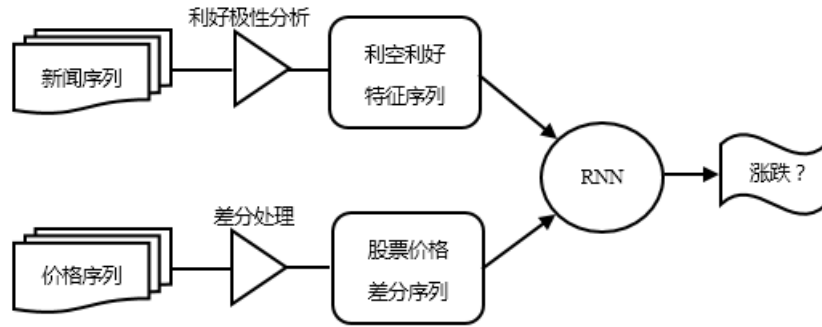 利好极性分析
新闻序列
利空利好
特征序列
RNN
涨跌？
差分处理
价格序列
股票价格
差分序列